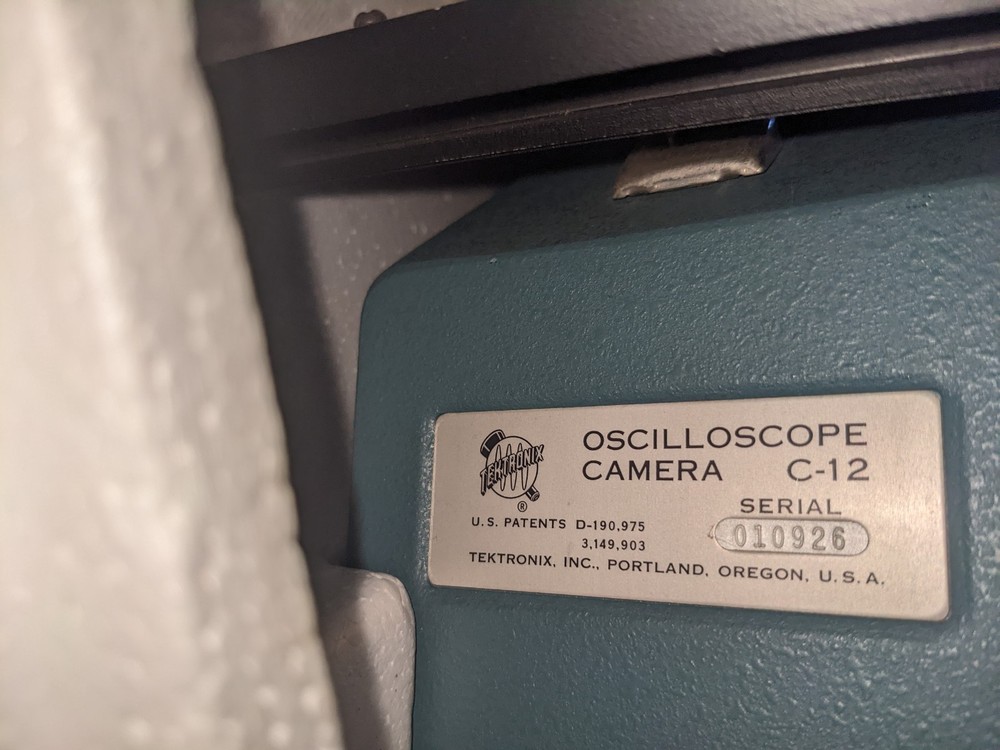 TEKTRONIX
®
OSCILLOSCOPE
CAMERA C-12
SERIAL
010926
U.S. PATENTS D-190,975
3,149,903
TEKTRONIX, INC., PORTLAND, OREGON, U.S.A.